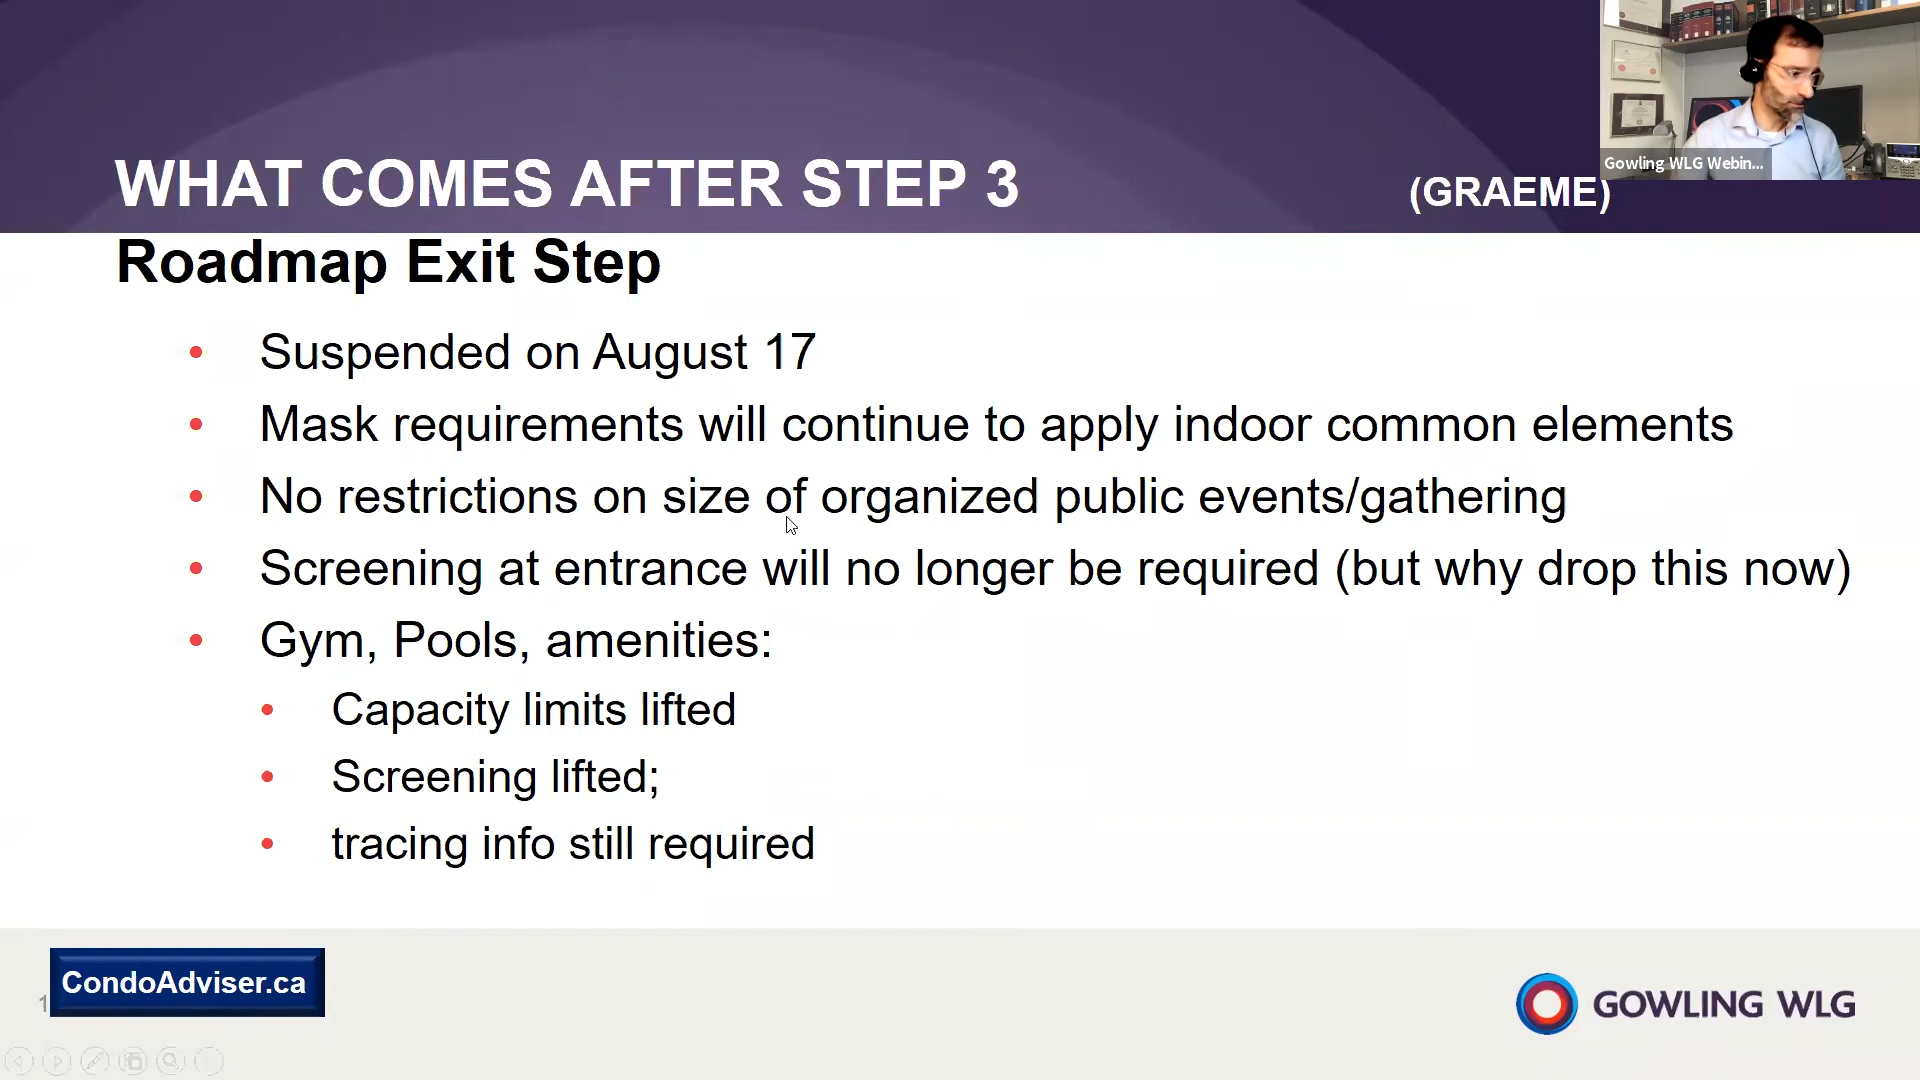 WHAT COMES AFTER STEP 3
(GRAEME)
Gowling WLG Webin...
Roadmap Exit Step
• Suspended on August 17
• Mask requirements will continue to apply indoor common elements
• No restrictions on size of organized public events/gathering
• Screening at entrance will no longer be required (but why drop this now)
• Gym, Pools, amenities:
• Capacity limits lifted
• Screening lifted;
• tracing info still required
1
CondoAdviser.ca
GOWLING WLG